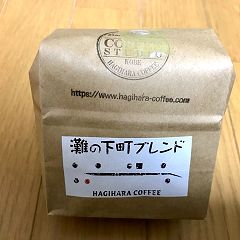 KOBE
HAGIHARA COFFEE
https://www.hagihara-coffee.com
灘の下町ブレンド
HAGIHARA COFFEE